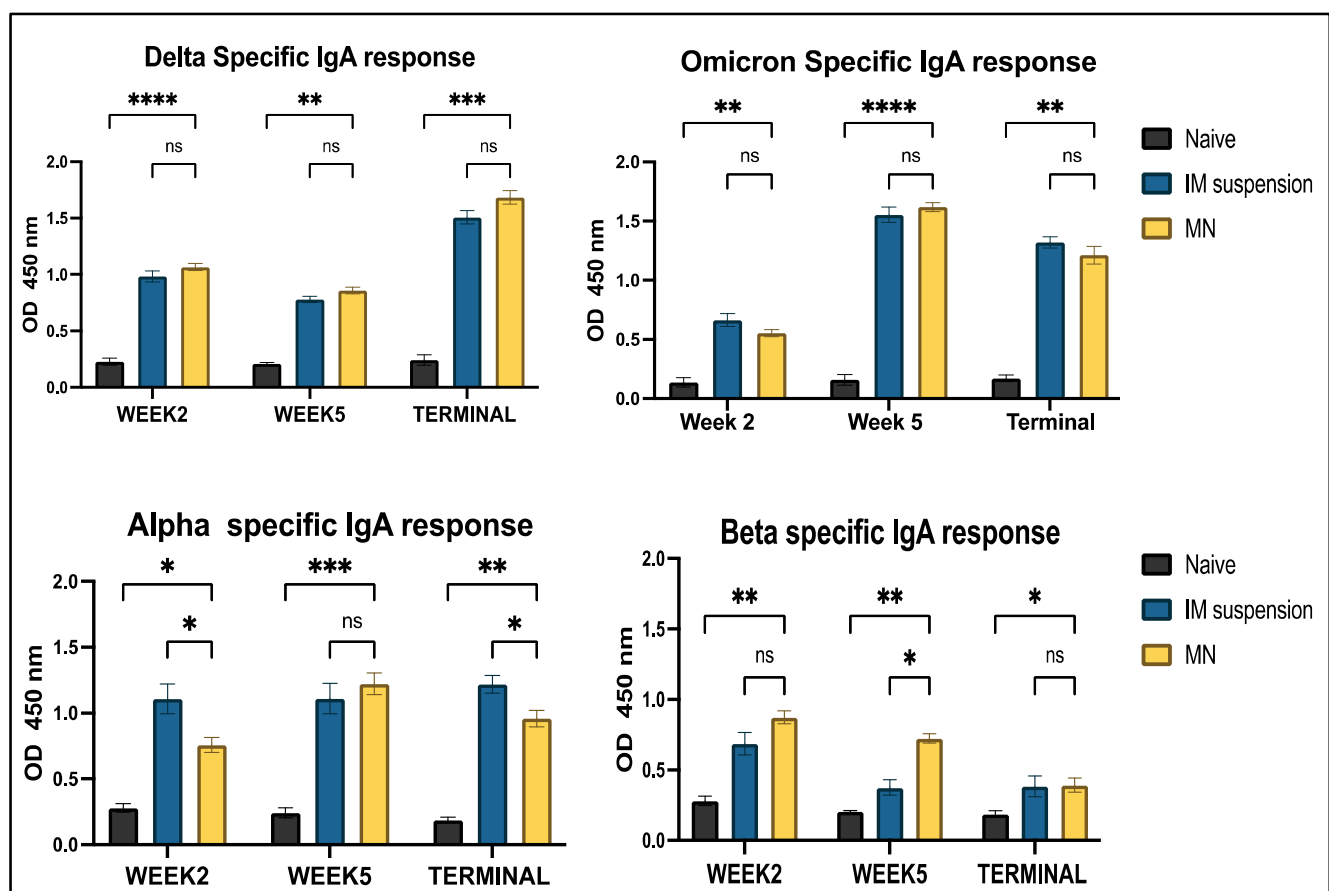 Delta Specific IgA response
**** ** ***
ns ns ns
2.0
1.5
1.0
0.5
0.0
OD 450 nm
WEEK2 WEEK5 TERMINAL
Omicron Specific IgA response
** **** **
ns ns ns
2.0
1.5
1.0
0.5
0.0
OD 450 nm
Week 2 Week 5 Terminal
Naive
IM suspension
MN
Alpha specific IgA response
* *** **
* ns *
2.0
1.5
1.0
0.5
0.0
OD 450 nm
WEEK2 WEEK5 TERMINAL
Beta specific IgA response
** ** *
ns * ns
2.0
1.5
1.0
0.5
0.0
OD 450 nm
WEEK2 WEEK5 TERMINAL
Naive
IM suspension
MN